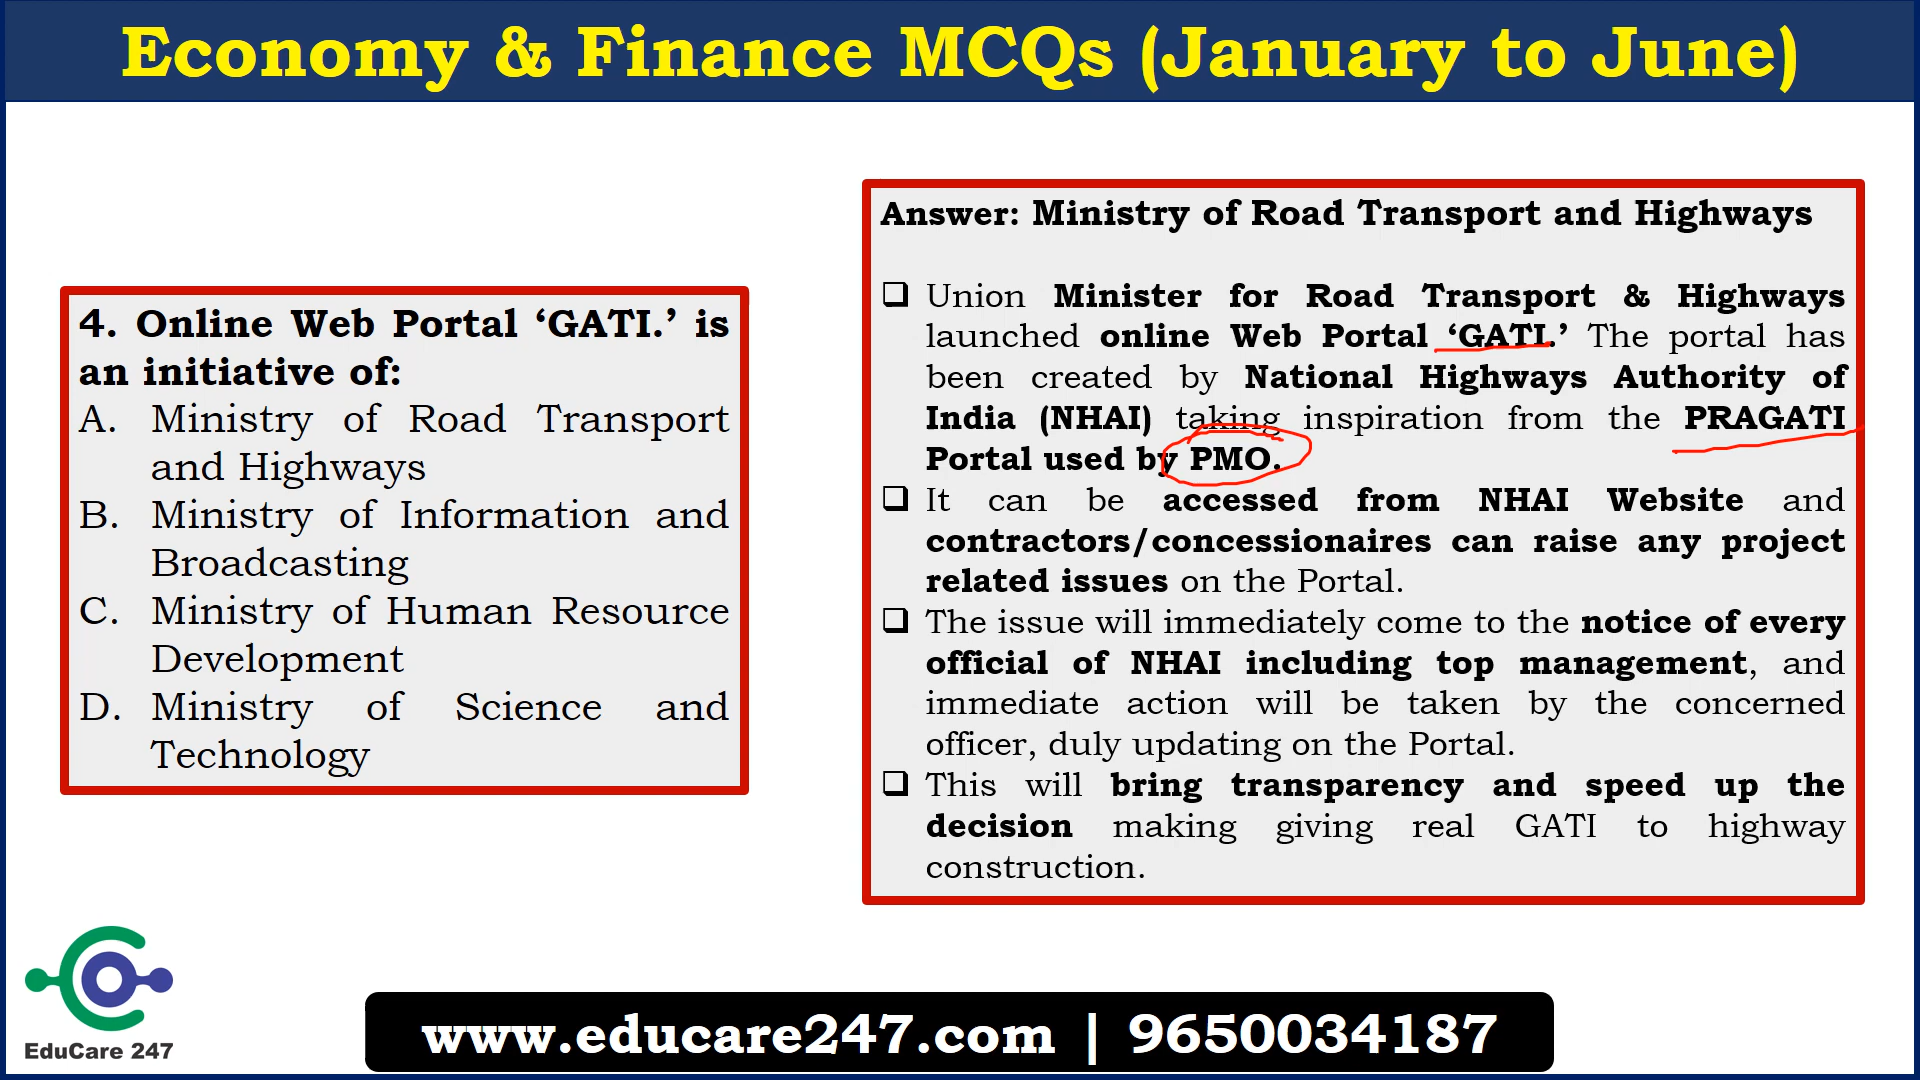 Economy & Finance MCQs (January to June)
4. Online Web Portal ‘GATI.’ is
an initiative of:
A. Ministry of Road Transport
and Highways
B. Ministry of Information and
Broadcasting
C. Ministry of Human Resource
Development
D. Ministry of Science and
Technology
Answer: Ministry of Road Transport and Highways
❑ Union Minister for Road Transport & Highways
launched online Web Portal ‘GATI.’ The portal has
been created by National Highways Authority of
India (NHAI) taking inspiration from the PRAGATI
Portal used by PMO.
❑ It can be accessed from NHAI Website and
contractors/concessionaires can raise any project
related issues on the Portal.
❑ The issue will immediately come to the notice of every
official of NHAI including top management, and
immediate action will be taken by the concerned
officer, duly updating on the Portal.
❑ This will bring transparency and speed up the
decision making giving real GATI to highway
construction.
EduCare 247
www.educare247.com | 9650034187